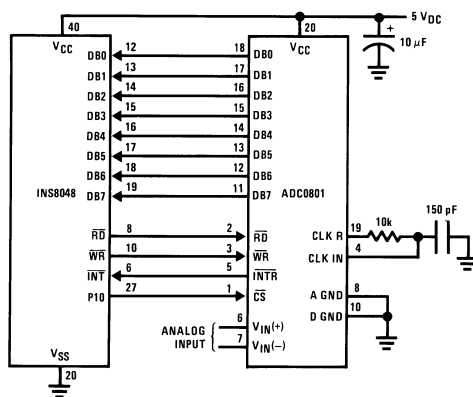 5 VDC
40 20 +
VCC VCC 10 μF
DB0 12 18 DB0
DB1 13 17 DB1
DB2 14 16 DB2
DB3 15 15 DB3
DB4 16 14 DB4
DB5 17 13 DB5
DB6 18 12 DB6
DB7 19 11 DB7
INS8048 ADC0801
150 pF
RD 8 2 RD CLK R 19 10k
WR 10 3 WR CLK IN 4
INT 6 5 INTR
P10 27 1 CS A GND 8
D GND 10
ANALOG INPUT
6 VIN(+)
7 VIN(−)
VSS
20